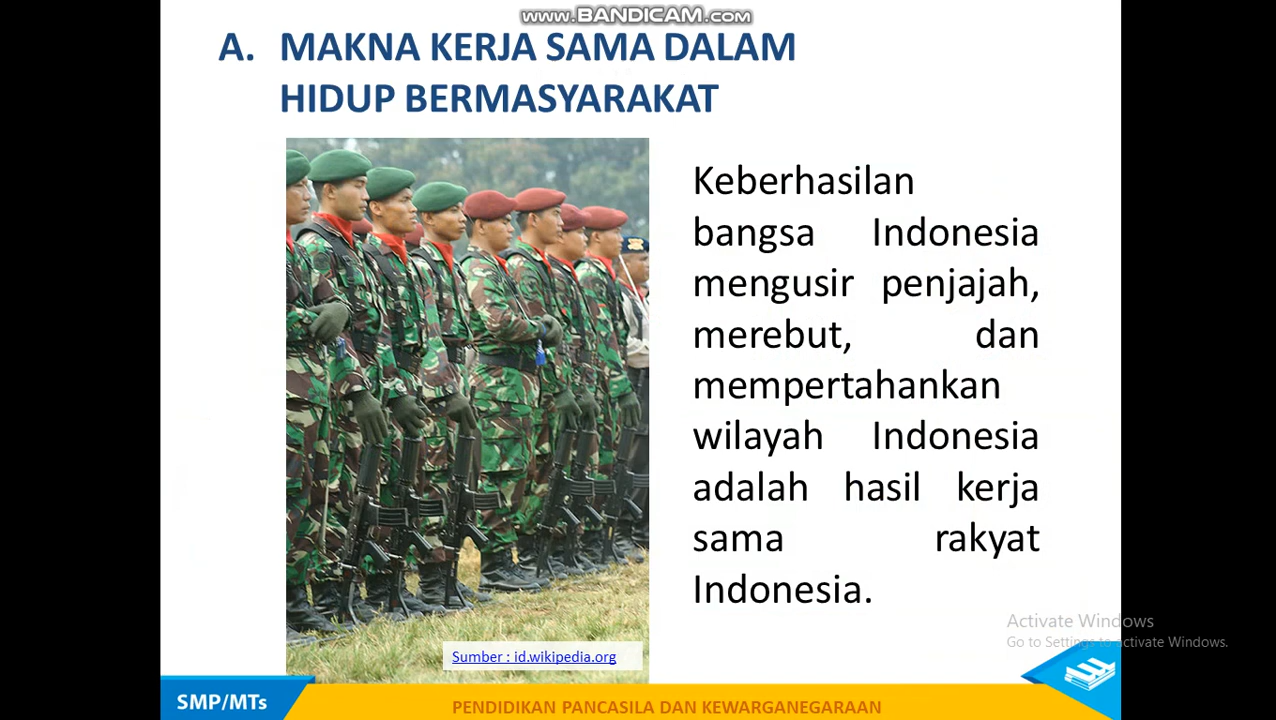 www.BANDICAM.com
A. MAKNA KERJA SAMA DALAM
HIDUP BERMASYARAKAT
Keberhasilan
bangsa Indonesia
mengusir penjajah,
merebut, dan
mempertahankan
wilayah Indonesia
adalah hasil kerja
sama rakyat
Indonesia.
Sumber : id.wikipedia.org
Activate Windows
Go to Settings to activate Windows.
SMP/MTs
PENDIDIKAN PANCASILA DAN KEWARGANEGARAAN